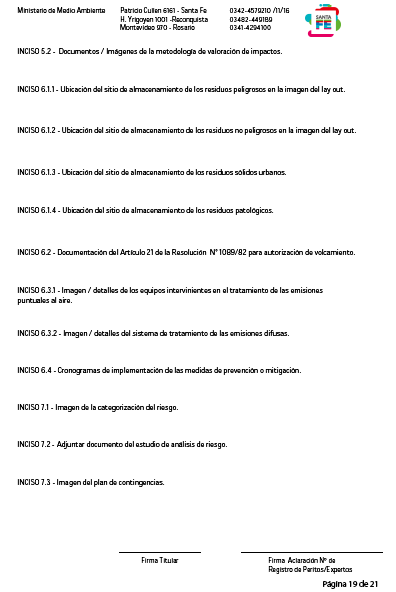 Ministerio de Medio Ambiente
Patricio Cullen 6161 - Santa Fe
H. Yrigoyen 1001 -Reconquista
Montevideo 970 - Rosario
0342-4579210 /11/16
03482-449189
0341-4294100
SANTA
FE
INCISO 5.2 - Documentos / Imágenes de la metodología de valoración de impactos.
INCISO 6.1.1 - Ubicación del sitio de almacenamiento de los residuos peligrosos en la imagen del lay out.
INCISO 6.1.2 - Ubicación del sitio de almacenamiento de los residuos no peligrosos en la imagen del lay out.
INCISO 6.1.3 - Ubicación del sitio de almacenamiento de los residuos sólidos urbanos.
INCISO 6.1.4 - Ubicación del sitio de almacenamiento de los residuos patológicos.
INCISO 6.2 - Documentación del Artículo 21 de la Resolución N° 1089/82 para autorización de volcamiento.
INCISO 6.3.1 - Imagen / detalles de los equipos intervinientes en el tratamiento de las emisiones
puntuales al aire.
INCISO 6.3.2 - Imagen / detalles del sistema de tratamiento de las emisiones difusas.
INCISO 6.4 - Cronogramas de implementación de las medidas de prevención o mitigación.
INCISO 7.1 - Imagen de la categorización del riesgo.
INCISO 7.2 - Adjuntar documento del estudio de análisis de riesgo.
INCISO 7.3 - Imagen del plan de contingencias.
Firma Titular
Firma Aclaración Nº de
Registro de Peritos/Expertos
Página 19 de 21